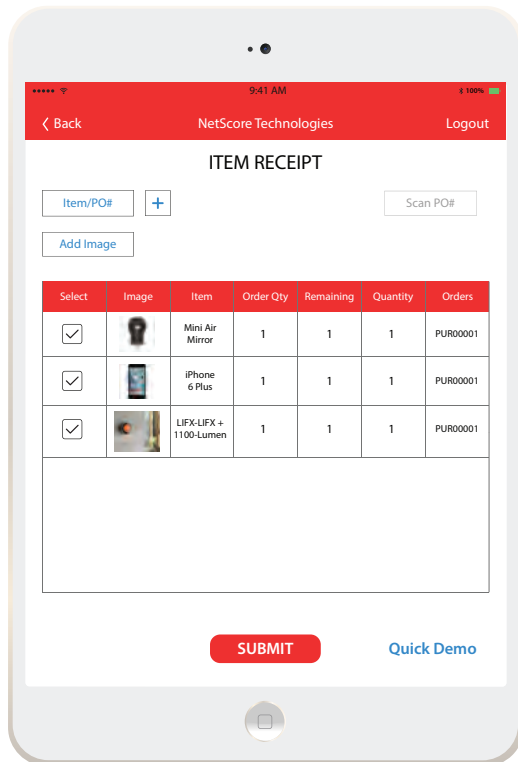 9:41 AM
100%
Back
NetScore Technologies
Logout
ITEM RECEIPT
Item/PO#
+
Scan PO#
Add Image
Select Image Item Order Qty Remaining Quantity Orders
Mini Air
Mirror
1 1 1 PUR00001
iPhone
6 Plus
1 1 1 PUR00001
LIFX-LIFX +
1100-Lumen
1 1 1 PUR00001
SUBMIT
Quick Demo